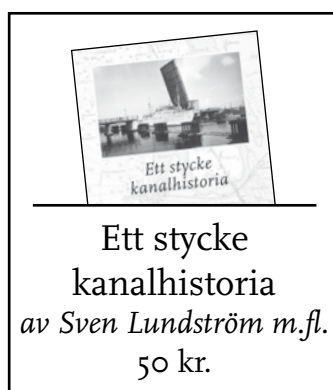 Ett stycke
kanalhistoria
Ett stycke
kanalhistoria
av Sven Lundström m.fl.
50 kr.